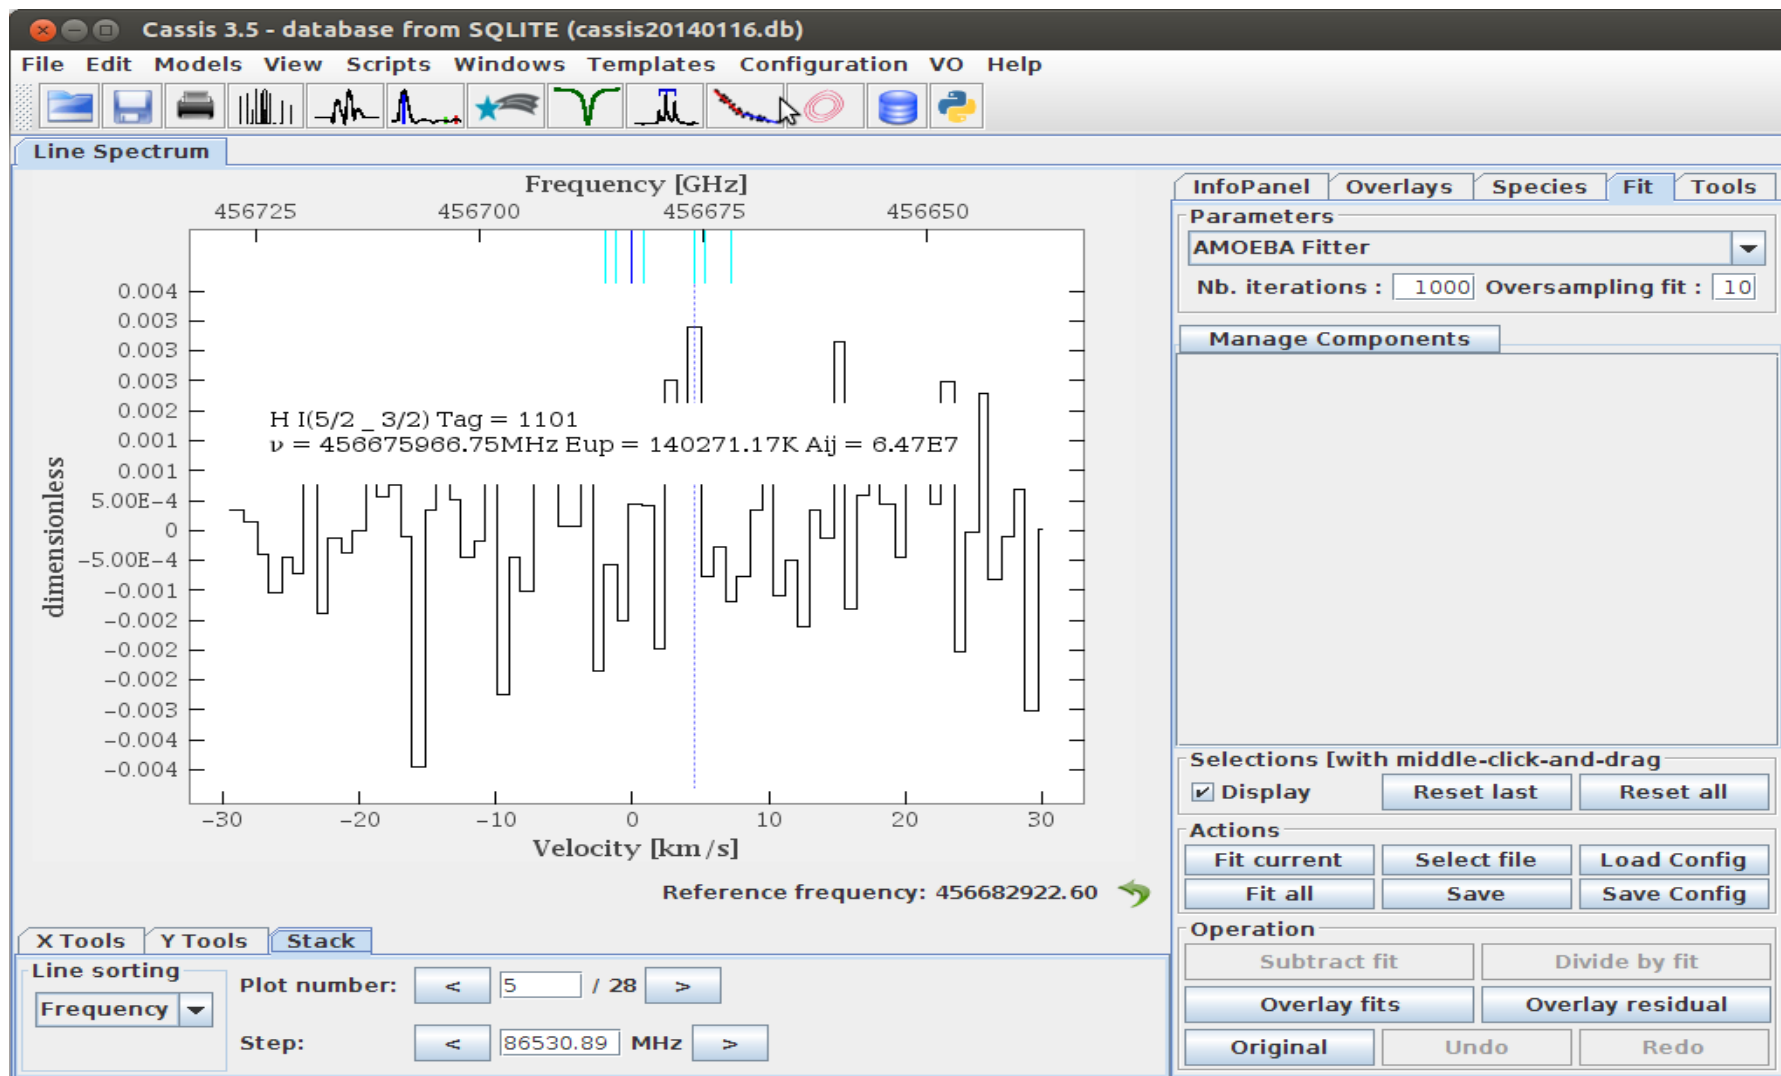 Cassis 3.5 - database from SQLITE (cassis20140116.db)
File Edit Models View Scripts Windows Templates Configuration VO Help
Line Spectrum
Frequency [GHz]
456725 456700 456675 456650
0.004
0.003
0.003
0.003
0.002
0.001
0.001
5.00E-4
0
-5.00E-4
-0.001
-0.002
-0.002
-0.002
-0.003
-0.004
-0.004
dimensionless
H I(5/2 _ 3/2) Tag = 1101
ν = 456675966.75MHz Eup = 140271.17K Aij = 6.47E7
-30 -20 -10 0 10 20 30
Velocity [km/s]
Reference frequency: 456682922.60
X Tools Y Tools Stack
Line sorting
Frequency
Plot number: < 5 / 28 >
Step: < 86530.89 MHz >
InfoPanel Overlays Species Fit Tools
Parameters
AMOEBA Fitter
Nb. iterations : 1000 Oversampling fit : 10
Manage Components
Selections [with middle-click-and-drag
Display Reset last Reset all
Actions
Fit current Select file Load Config
Fit all Save Save Config
Operation
Subtract fit Divide by fit
Overlay fits Overlay residual
Original Undo Redo